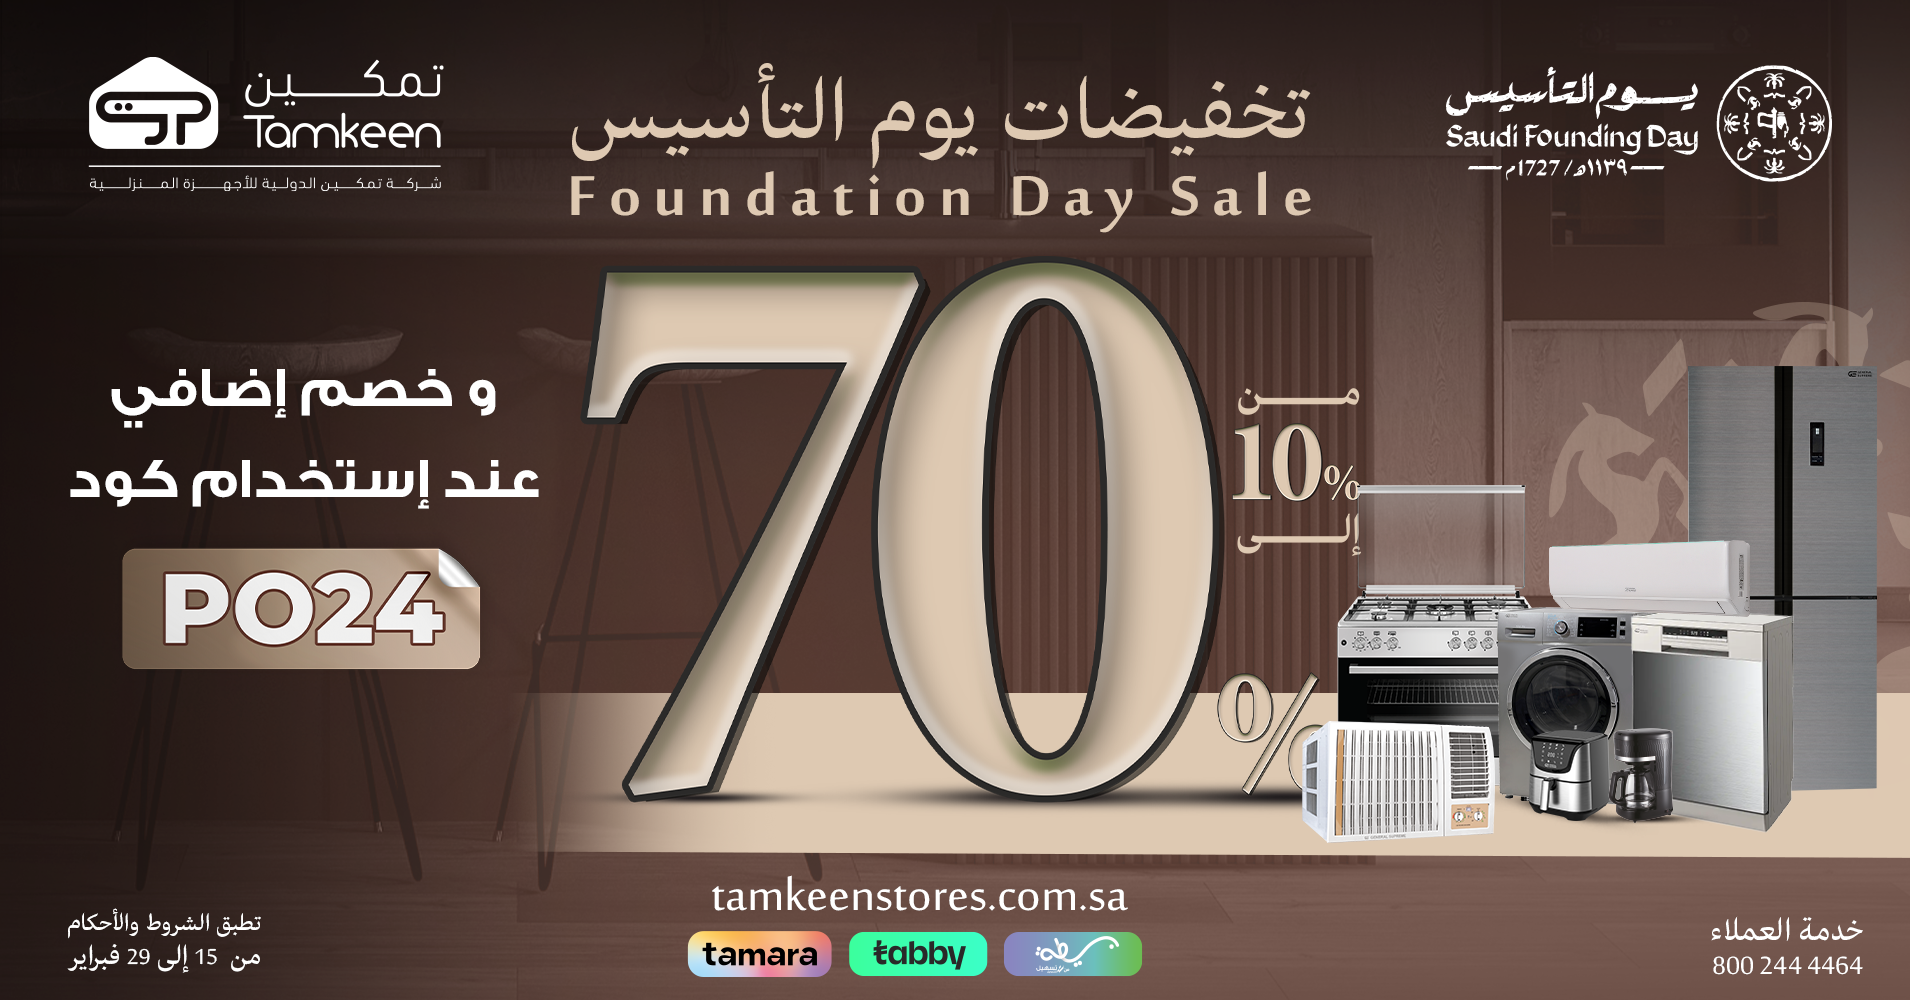 تمكين
Tamkeen
شركة تمكين الدولية للأجهزة المنزلية
تخفيضات يوم التأسيس
Foundation Day Sale
يوم التأسيس
Saudi Founding Day
١١٣٩هـ/ 1727م
و خصم إضافي
عند إستخدام كود
PO24
من
10%
إلى
70%
tamkeenstores.com.sa
tamara
tabby
تطبق الشروط والأحكام
من 15 إلى 29 فبراير
خدمة العملاء
800 244 4464